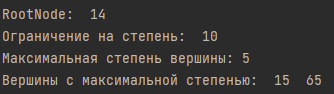 RootNode:  14
Ограничение на степень:  10
Максимальная степень вершины: 5
Вершины с максимальной степенью:  15  65